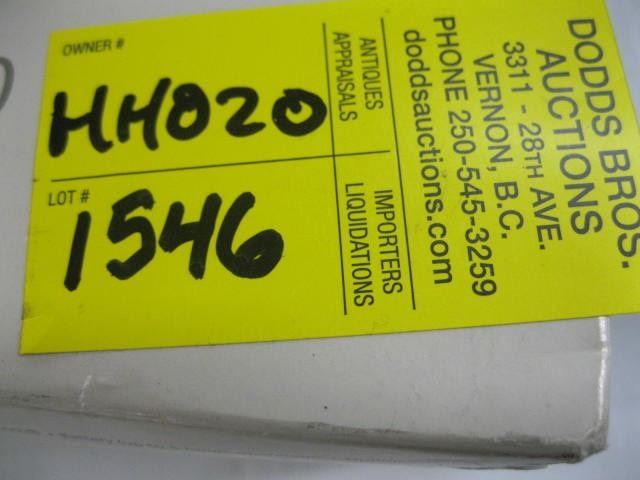 OWNER #
HH020
LOT #
1546
ANTIQUES
APPRAISALS
IMPORTERS
LIQUIDATIONS
DODDS BROS.
AUCTIONS
3311 - 28TH AVE.
VERNON, B.C.
PHONE 250-545-3259
doddsauctions.com